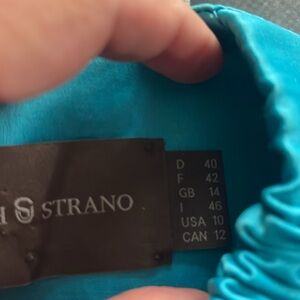 H S STRANO
D 40
F 42
GB 14
I 46
USA 10
CAN 12